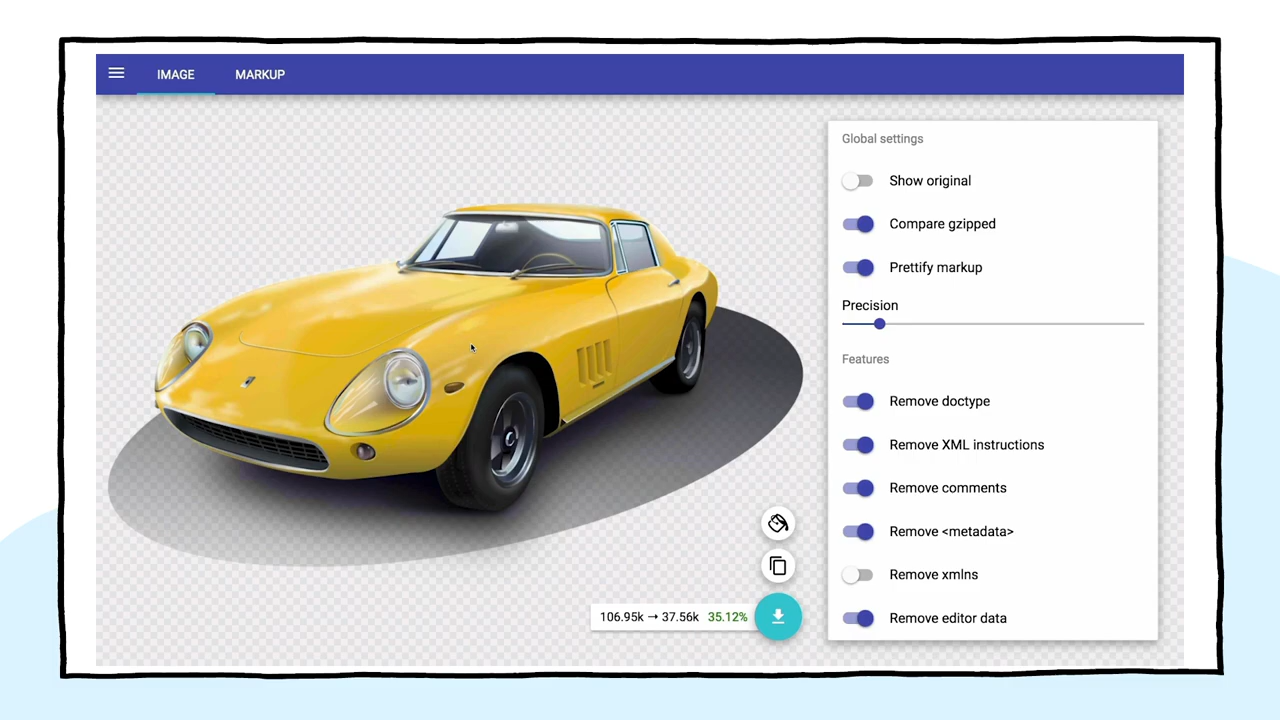 IMAGE MARKUP
Global settings
Show original
Compare gzipped
Prettify markup
Precision
Features
Remove doctype
Remove XML instructions
Remove comments
Remove <metadata>
Remove xmlns
Remove editor data
106.95k → 37.56k 35.12%